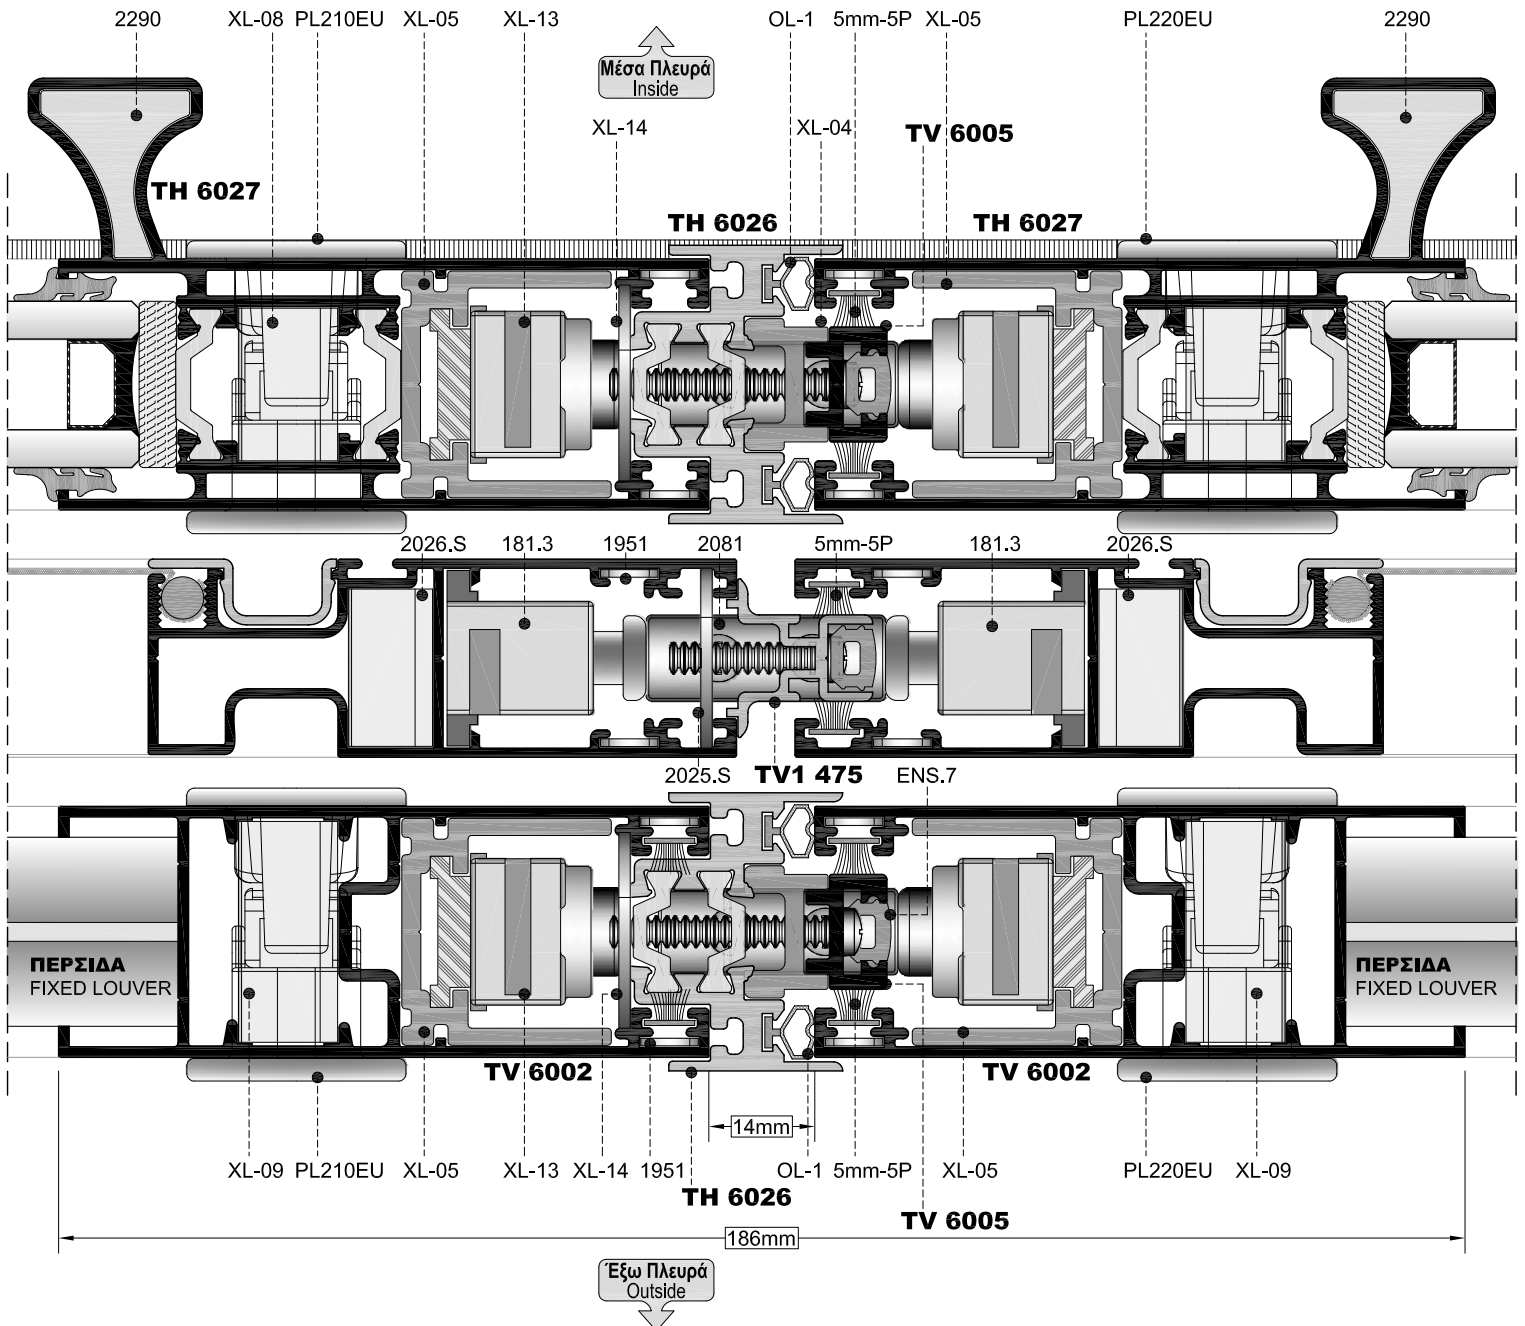 2290 XL-08 PL210EU XL-05 XL-13 OL-1 5mm-5P XL-05 PL220EU 2290
Μέσα Πλευρά
Inside
XL-14 XL-04 TV 6005
TH 6027
TH 6026 TH 6027
2026.S 181.3 1951 2081 5mm-5P 181.3 2026.S
2025.S TV1 475 ENS.7
ΠΕΡΣΙΔΑ
FIXED LOUVER
ΠΕΡΣΙΔΑ
FIXED LOUVER
TV 6002 TV 6002
14mm
XL-09 PL210EU XL-05 XL-13 XL-14 1951 OL-1 5mm-5P XL-05 PL220EU XL-09
TH 6026
TV 6005
186mm
Έξω Πλευρά
Outside